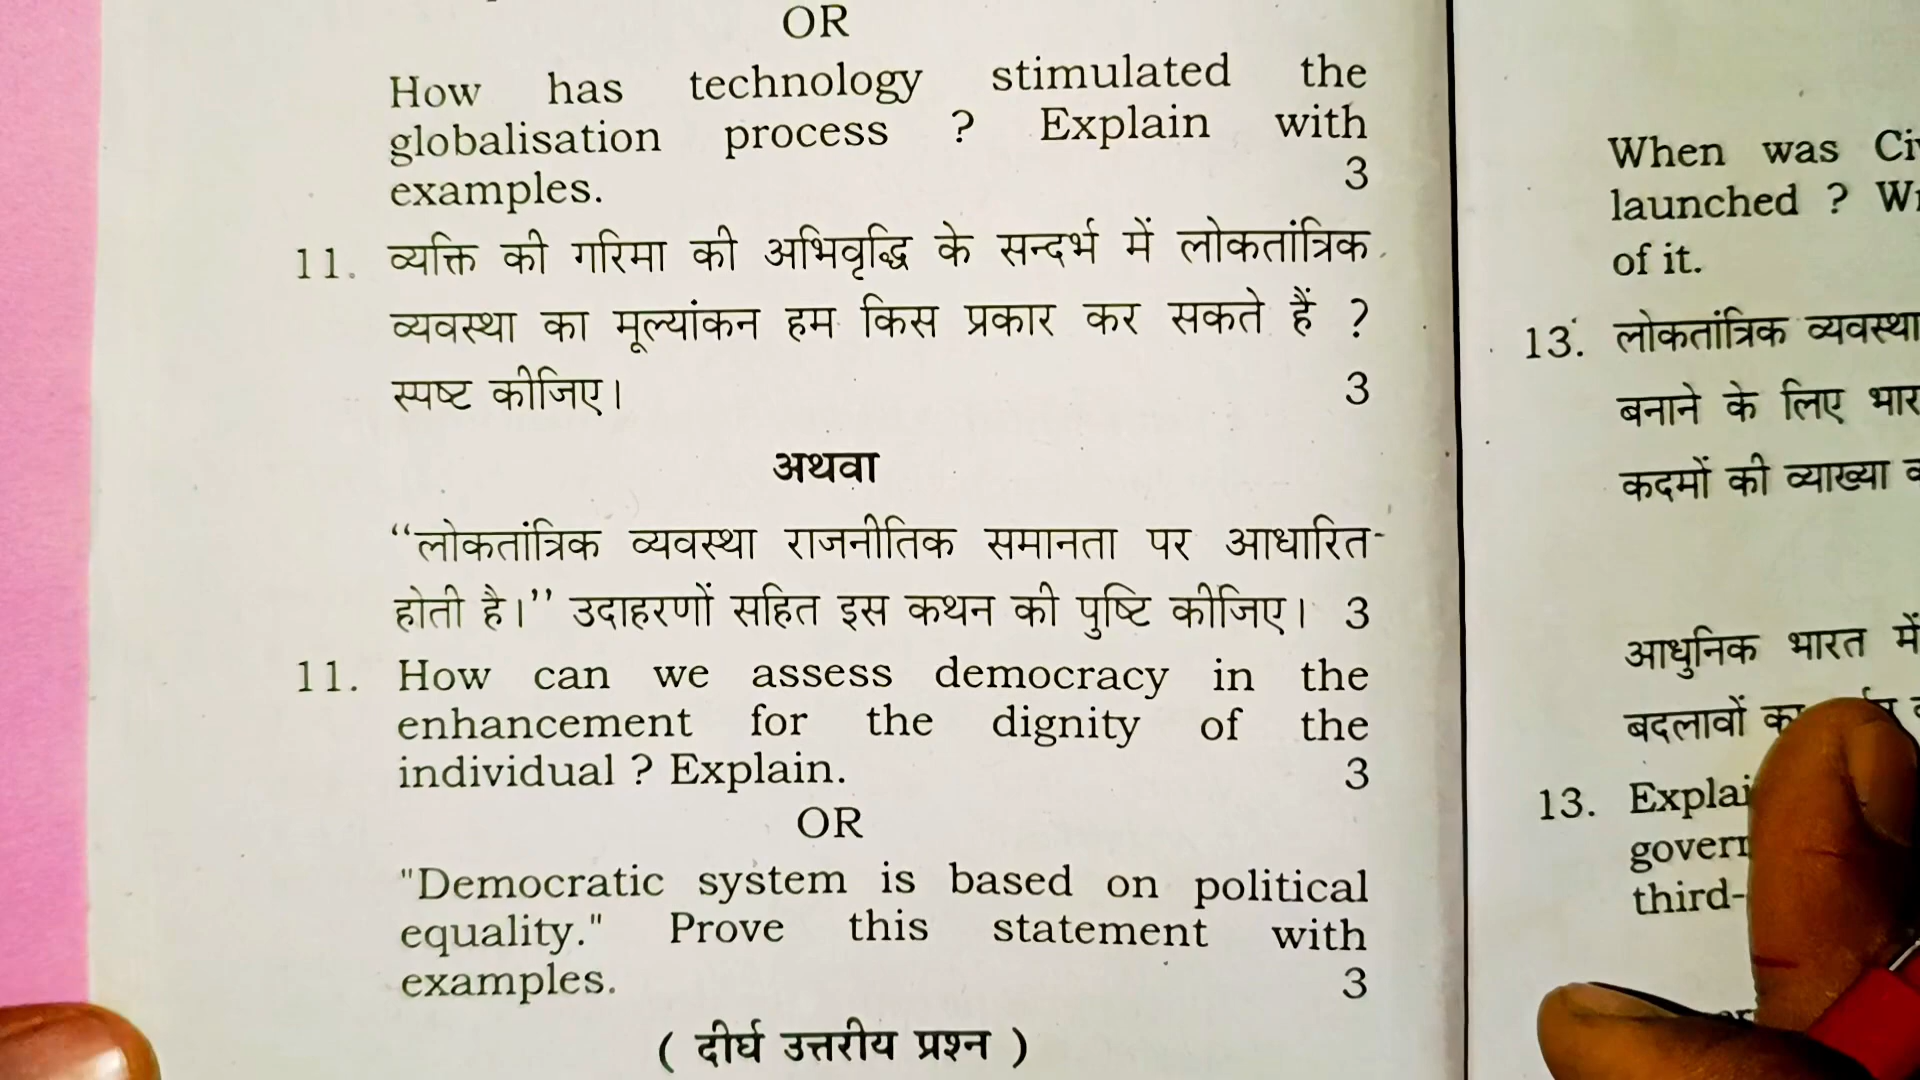 OR
How has technology stimulated the
globalisation process ? Explain with
examples. 3
11. व्यक्ति की गरिमा की अभिवृद्धि के सन्दर्भ में लोकतांत्रिक
व्यवस्था का मूल्यांकन हम किस प्रकार कर सकते हैं ?
स्पष्ट कीजिए। 3
अथवा
‘‘लोकतांत्रिक व्यवस्था राजनीतिक समानता पर आधारित
होती है।’’ उदाहरणों सहित इस कथन की पुष्टि कीजिए। 3
11. How can we assess democracy in the
enhancement for the dignity of the
individual ? Explain. 3
OR
"Democratic system is based on political
equality." Prove this statement with
examples. 3
( दीर्घ उत्तरीय प्रश्न )
When was
launched ?
of it.
13. लोकतांत्रिक व्यवस्था
बनाने के लिए
कदमों की व्याख्या
आधुनिक भारत में
बदलावों
13.
third-